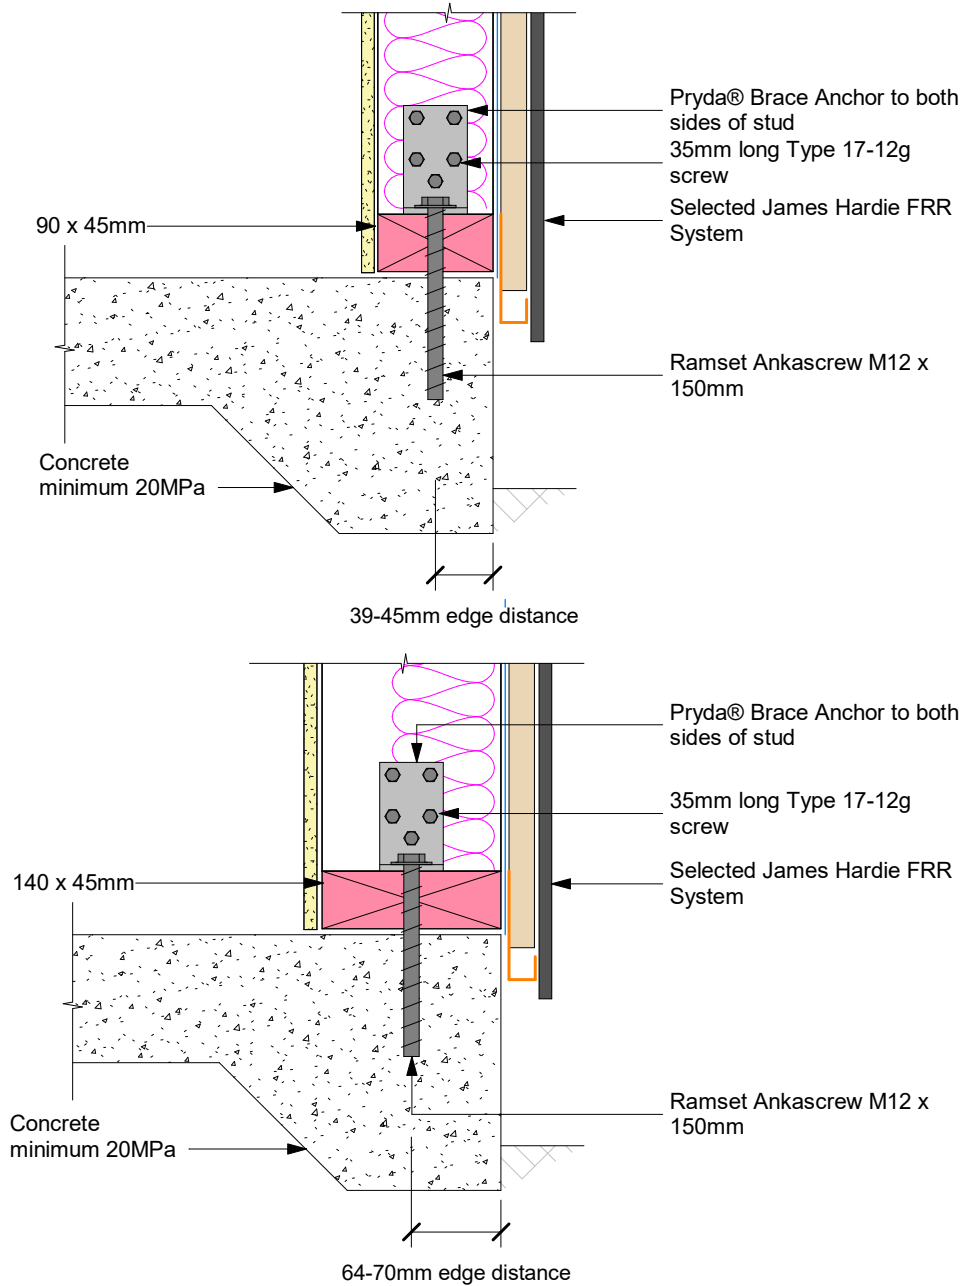 Pryda® Brace Anchor to both
sides of stud
35mm long Type 17-12g
screw
Selected James Hardie FRR
System
90 x 45mm
Ramset Ankascrew M12 x
150mm
Concrete
minimum 20MPa
39-45mm edge distance
Pryda® Brace Anchor to both
sides of stud
35mm long Type 17-12g
screw
Selected James Hardie FRR
System
140 x 45mm
Ramset Ankascrew M12 x
150mm
Concrete
minimum 20MPa
64-70mm edge distance